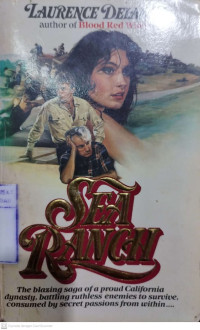 LAURENCE
author of Blood Red Wine
SEA
RANCH
The blazing saga of a proud California
dynasty, battling ruthless enemies to survive,
consumed by secret passions from within....